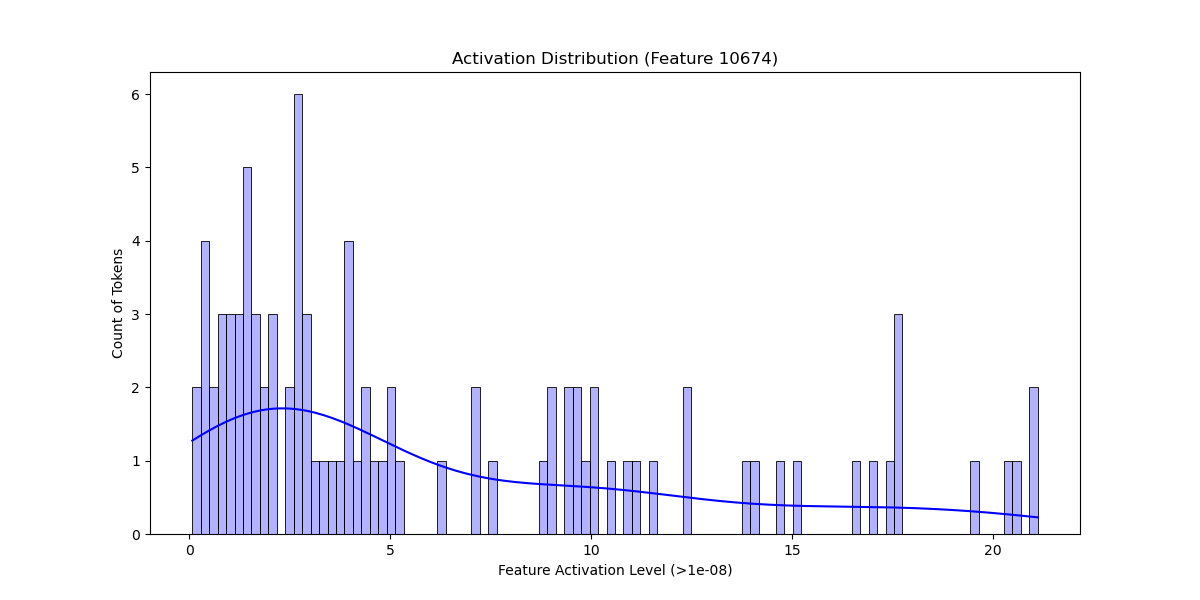 Activation Distribution (Feature 10674)
Count of Tokens
6
5
4
3
2
1
0
0 5 10 15 20
Feature Activation Level (>1e-08)